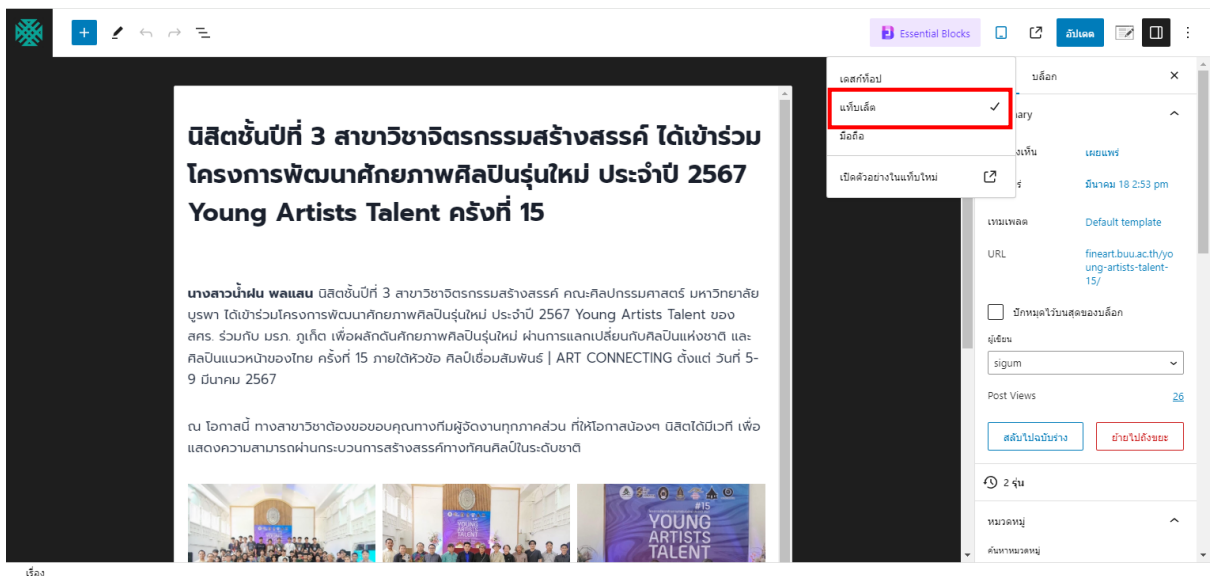 Essential Blocks
อัปเดต
เดสก์ท็อป
แท็บเล็ต
มือถือ
เปิดตัวอย่างในแท็บใหม่
บล็อก
นิสิตชั้นปีที่ 3 สาขาวิชาจิตรกรรมสร้างสรรค์ ได้เข้าร่วม
โครงการพัฒนาศักยภาพศิลปินรุ่นใหม่ ประจำปี 2567
Young Artists Talent ครั้งที่ 15
นางสาวน้ำฝน พลแสน นิสิตชั้นปีที่ 3 สาขาวิชาจิตรกรรมสร้างสรรค์ คณะศิลปกรรมศาสตร์ มหาวิทยาลัย
บูรพา ได้เข้าร่วมโครงการพัฒนาศักยภาพศิลปินรุ่นใหม่ ประจำปี 2567 Young Artists Talent ของ
สศร. ร่วมกับ มรภ. ภูเก็ต เพื่อผลักดันศักยภาพศิลปินรุ่นใหม่ ผ่านการแลกเปลี่ยนกับศิลปินแห่งชาติ และ
ศิลปินแนวหน้าของไทย ครั้งที่ 15 ภายใต้หัวข้อ ศิลป์เชื่อมสัมพันธ์ | ART CONNECTING ตั้งแต่ วันที่ 5-
9 มีนาคม 2567
ณ โอกาสนี้ ทางสาขาวิชาต้องขอขอบคุณทางทีมผู้จัดงานทุกภาคส่วน ที่ให้โอกาสน้องๆ นิสิตได้มีเวที เพื่อ
แสดงความสามารถผ่านกระบวนการสร้างสรรค์ทางทัศนศิลป์ในระดับชาติ
#15
YOUNG
ARTISTS
TALENT
เผยแพร่
มีนาคม 18 2:53 pm
เทมเพลต Default template
URL fineart.buu.ac.th/yo
ung-artists-talent-
15/
ปักหมุดไว้บนสุดของบล็อก
ผู้เขียน
sigum
Post Views 26
สลับไปฉบับร่าง ย้ายไปถังขยะ
2 รุ่น
หมวดหมู่
ค้นหาหมวดหมู่
เรื่อง